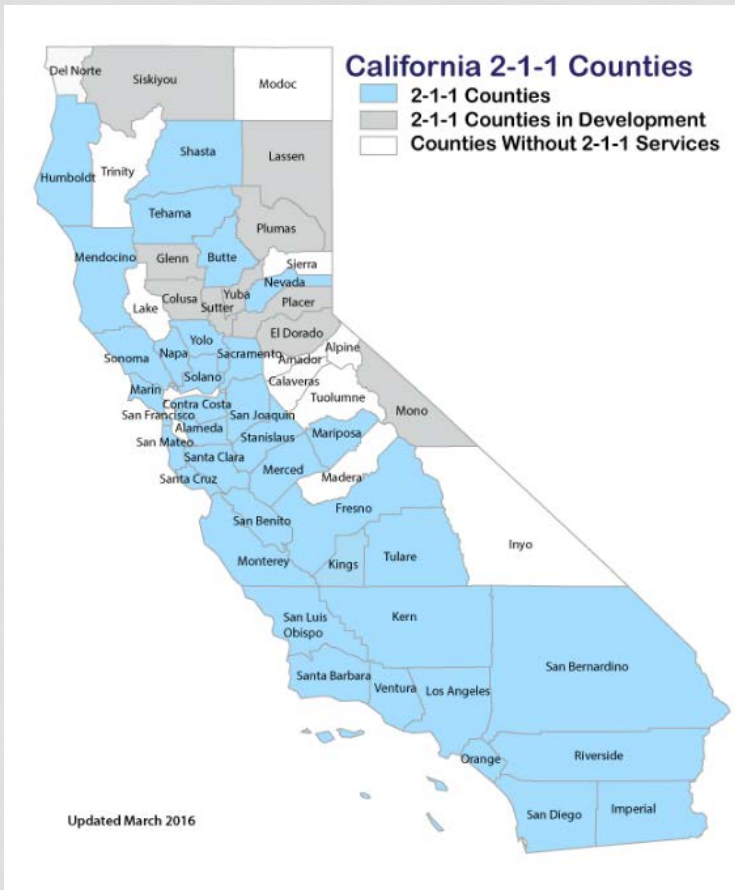 California 2-1-1 Counties
2-1-1 Counties
2-1-1 Counties in Development
Counties Without 2-1-1 Services
Del Norte
Siskiyou
Modoc
Humboldt
Trinity
Shasta
Lassen
Tehama
Plumas
Mendocino
Glenn
Butte
Sierra
Nevada
Lake
Colusa
Sutter
Yuba
Placer
El Dorado
Sonoma
Napa
Yolo
Sacramento
Amador
Alpine
Solano
Calaveras
Marin
Contra Costa
Tuolumne
San Francisco
San Joaquin
Mono
Alameda
San Mateo
Stanislaus
Mariposa
Santa Clara
Merced
Santa Cruz
Madera
Fresno
San Benito
Inyo
Monterey
Kings
Tulare
San Luis
Obispo
Kern
San Bernardino
Santa Barbara
Ventura
Los Angeles
Orange
Riverside
San Diego
Imperial
Updated March 2016